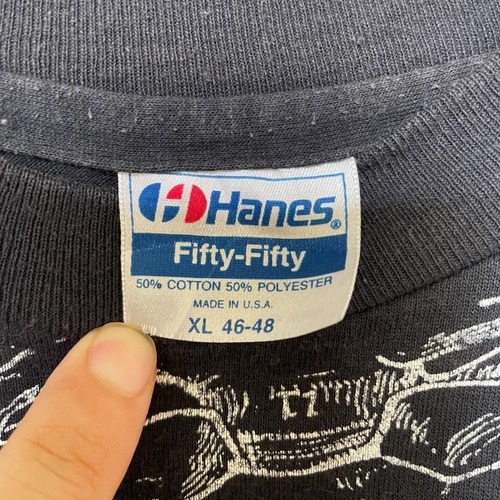 Hanes®
Fifty-Fifty
50% COTTON 50% POLYESTER
MADE IN U.S.A.
XL 46-48